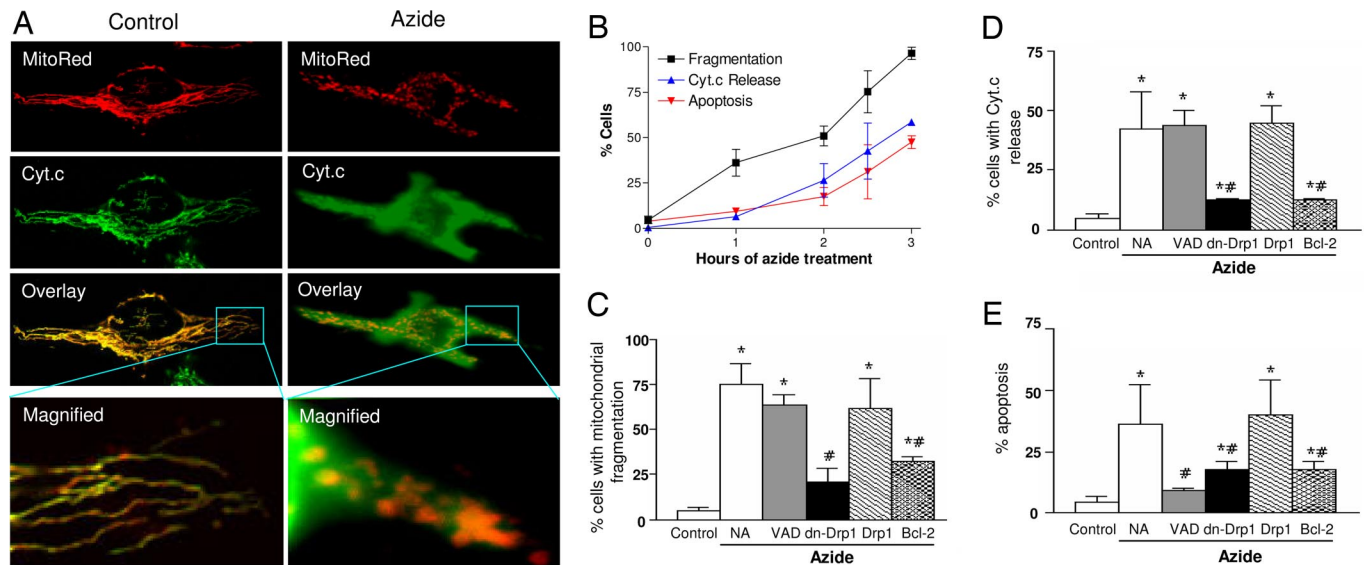 A
Control
Azide
MitoRed
MitoRed
Cyt.c
Cyt.c
Overlay
Overlay
Magnified
Magnified
B
100
75
50
25
0
% Cells
Fragmentation
Cyt.c Release
Apoptosis
0 1 2 3
Hours of azide treatment
C
100
75
50
25
0
% cells with mitochondrial
fragmentation
* * # * *#
Control NA VAD dn-Drp1 Drp1 Bcl-2
Azide
D
75
50
25
0
% cells with Cyt.c
release
* * *# * *#
Control NA VAD dn-Drp1 Drp1 Bcl-2
Azide
E
75
50
25
0
% apoptosis
* # *# * *#
Control NA VAD dn-Drp1 Drp1 Bcl-2
Azide